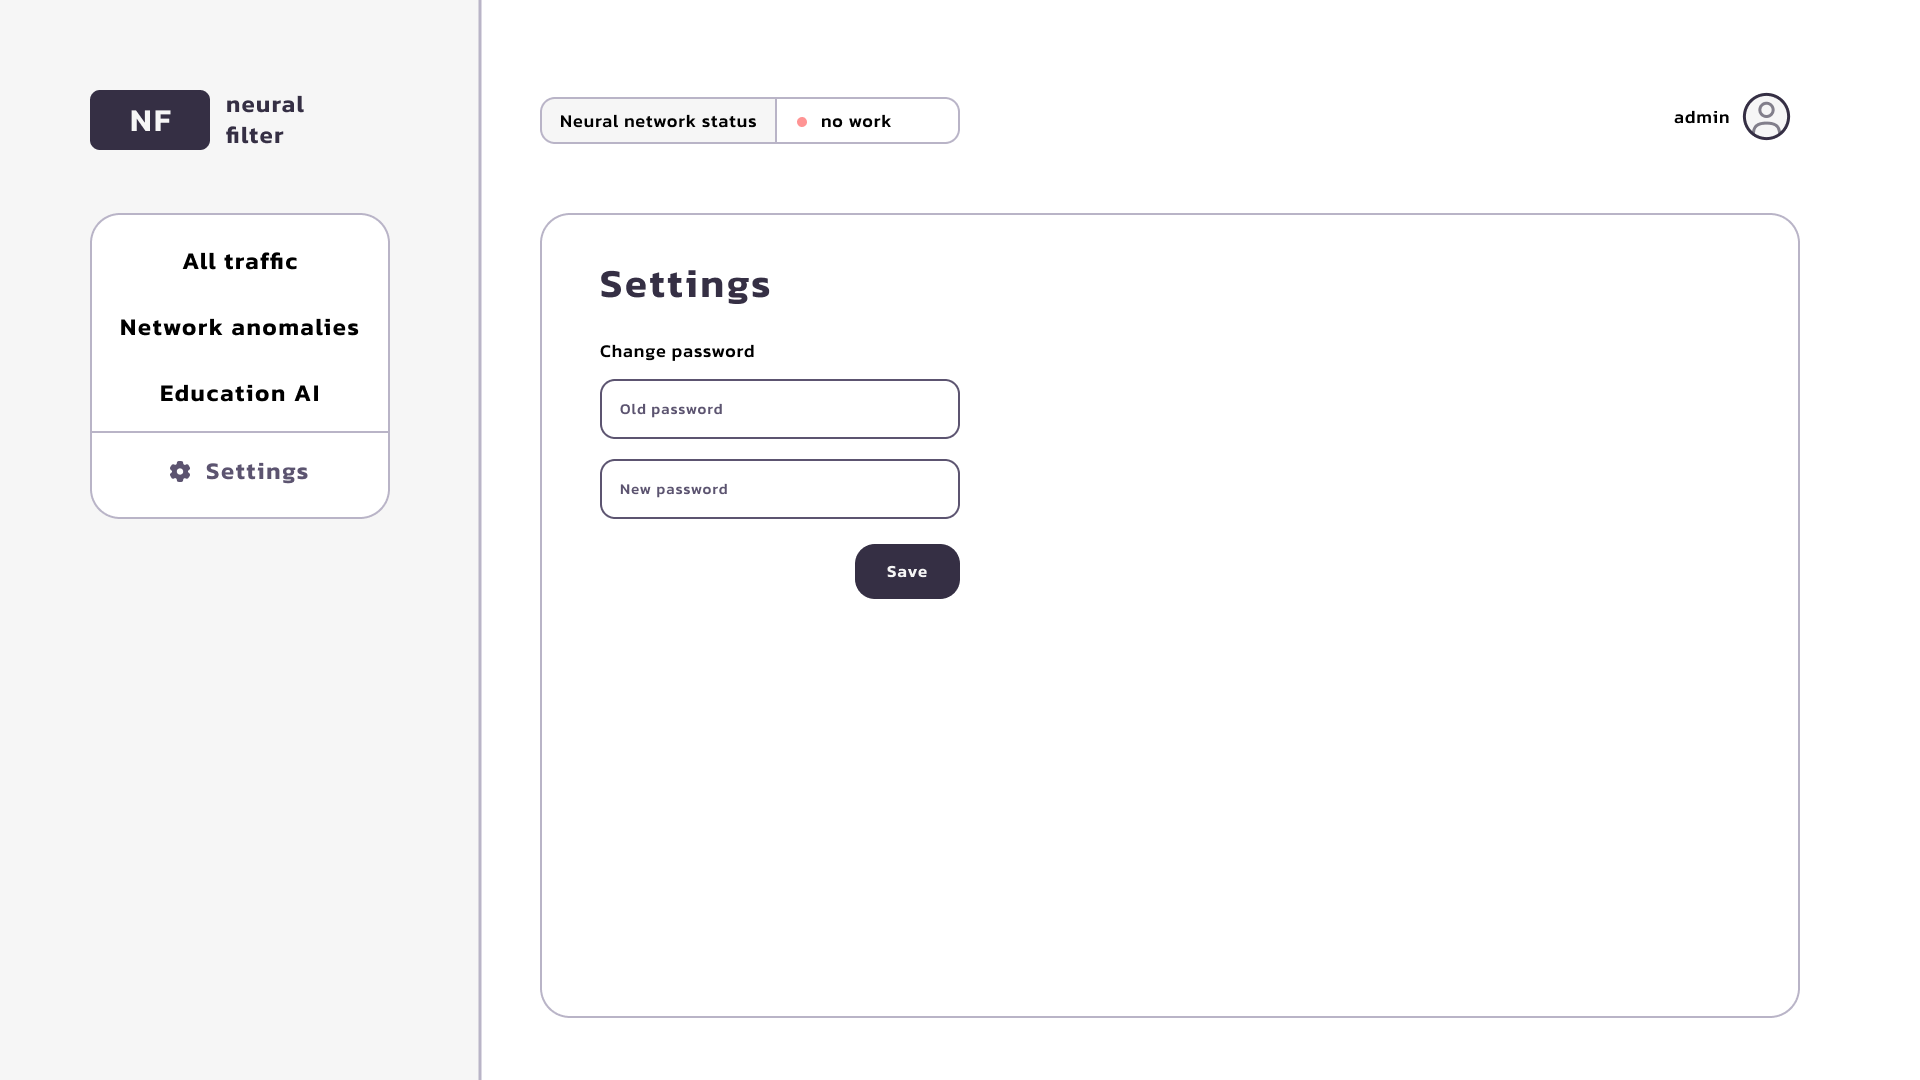 NF
neural
filter
All traffic
Network anomalies
Education AI
Settings
Neural network status
no work
admin
Settings
Change password
Old password
New password
Save